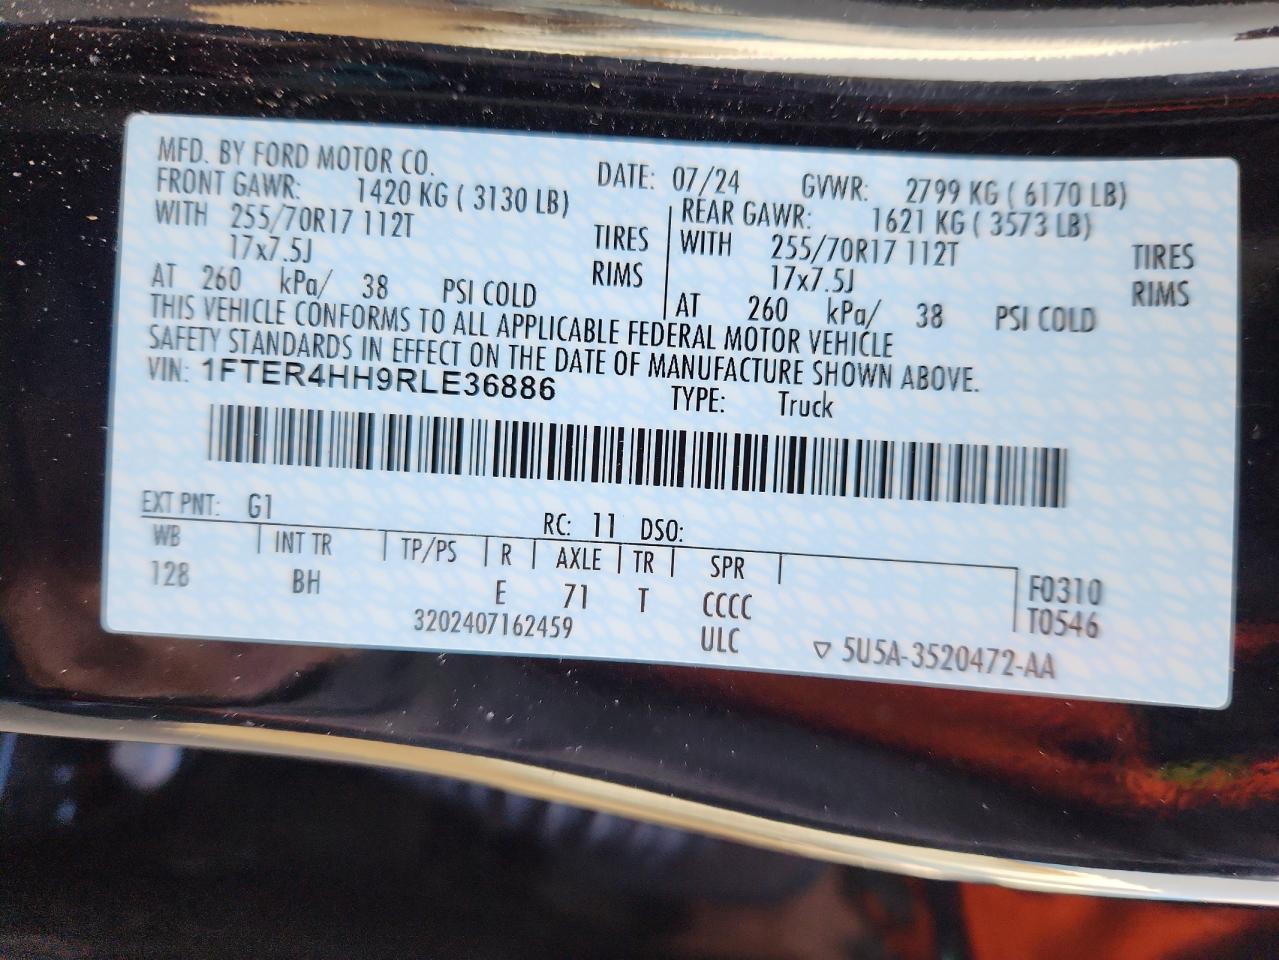 MFD. BY FORD MOTOR CO. DATE: 07/24 GVWR: 2799 KG ( 6170 LB)
FRONT GAWR: 1420 KG ( 3130 LB) REAR GAWR: 1621 KG ( 3573 LB)
WITH 255/70R17 112T TIRES WITH 255/70R17 112T TIRES
17x7.5J RIMS 17x7.5J RIMS
AT 260 kPa/ 38 PSI COLD AT 260 kPa/ 38 PSI COLD
THIS VEHICLE CONFORMS TO ALL APPLICABLE FEDERAL MOTOR VEHICLE
SAFETY STANDARDS IN EFFECT ON THE DATE OF MANUFACTURE SHOWN ABOVE.
VIN: 1FTER4HH9RLE36886 TYPE: Truck
EXT PNT: G1 RC: 11 DSO:
WB INT TR TP/PS R AXLE TR SPR
128 BH E 71 T CCCC F0310
3202407162459 ULC T0546
▽ 5U5A-3520472-AA